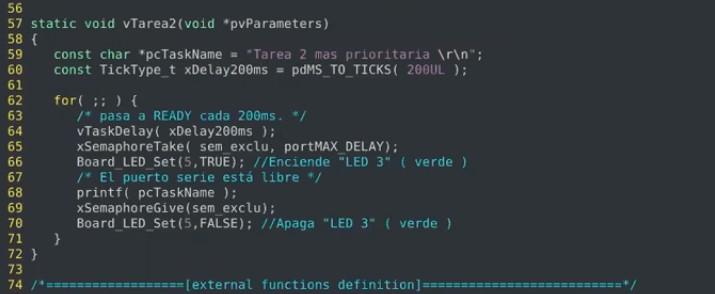 56
57 static void vTarea2(void *pvParameters)
58 {
59    const char *pcTaskName = "Tarea 2 mas prioritaria \r\n";
60    const TickType_t xDelay200ms = pdMS_TO_TICKS( 200UL );
61
62    for( ;; ) {
63       /* pasa a READY cada 200ms. */
64       vTaskDelay( xDelay200ms );
65       xSemaphoreTake( sem_exclu, portMAX_DELAY);
66       Board_LED_Set(5,TRUE); //Enciende "LED 3" ( verde )
67       /* El puerto serie está libre */
68       printf( pcTaskName );
69       xSemaphoreGive(sem_exclu);
70       Board_LED_Set(5,FALSE); //Apaga "LED 3" ( verde )
71    }
72 }
73
74 /*==================[external functions definition]==========================*/